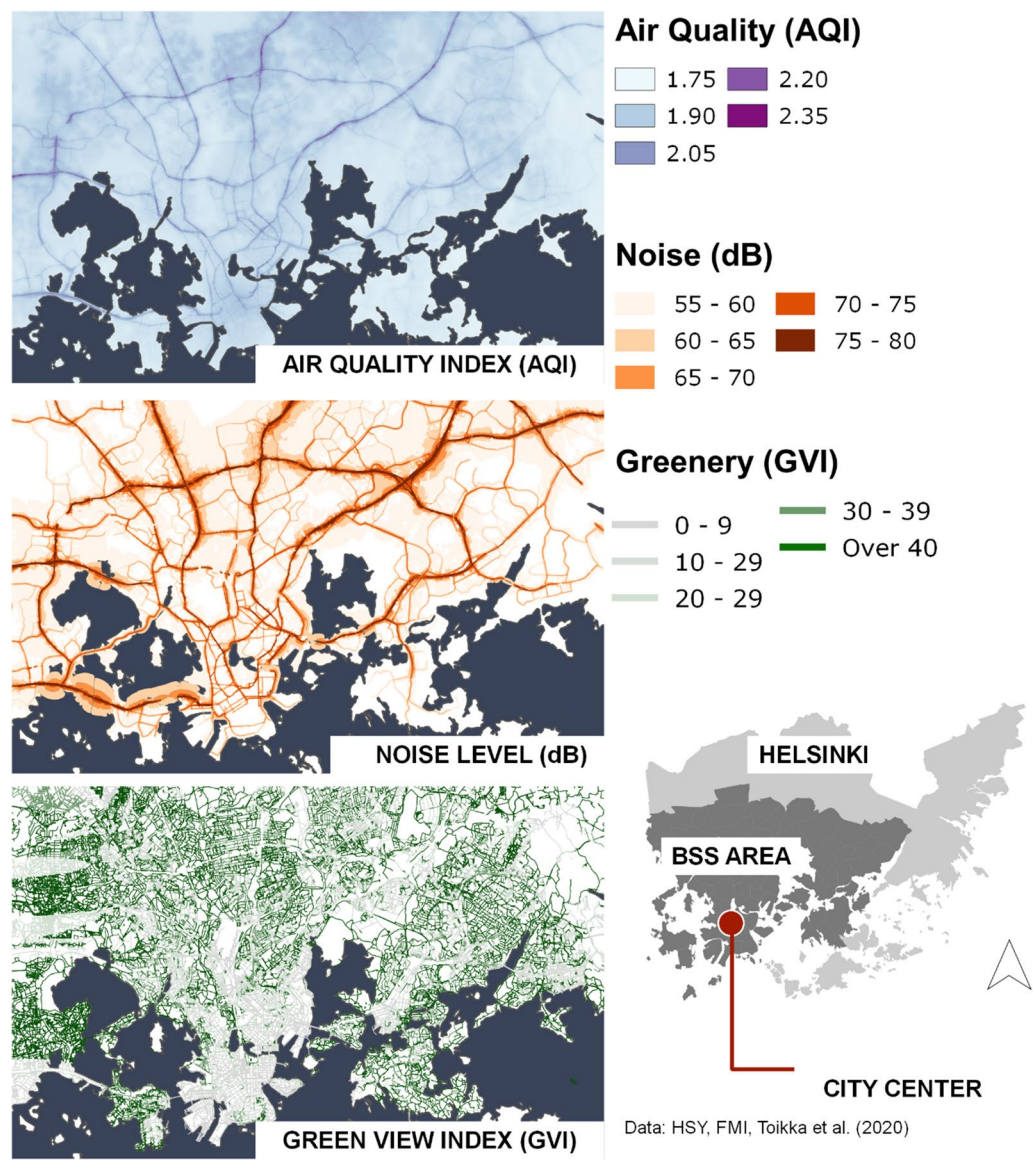 Air Quality (AQI)
1.75 2.20
1.90 2.35
2.05
AIR QUALITY INDEX (AQI)
Noise (dB)
55 - 60 70 - 75
60 - 65 75 - 80
65 - 70
NOISE LEVEL (dB)
Greenery (GVI)
0 - 9 30 - 39
10 - 29 Over 40
20 - 29
GREEN VIEW INDEX (GVI)
HELSINKI
BSS AREA
CITY CENTER
Data: HSY, FMI, Toikka et al. (2020)